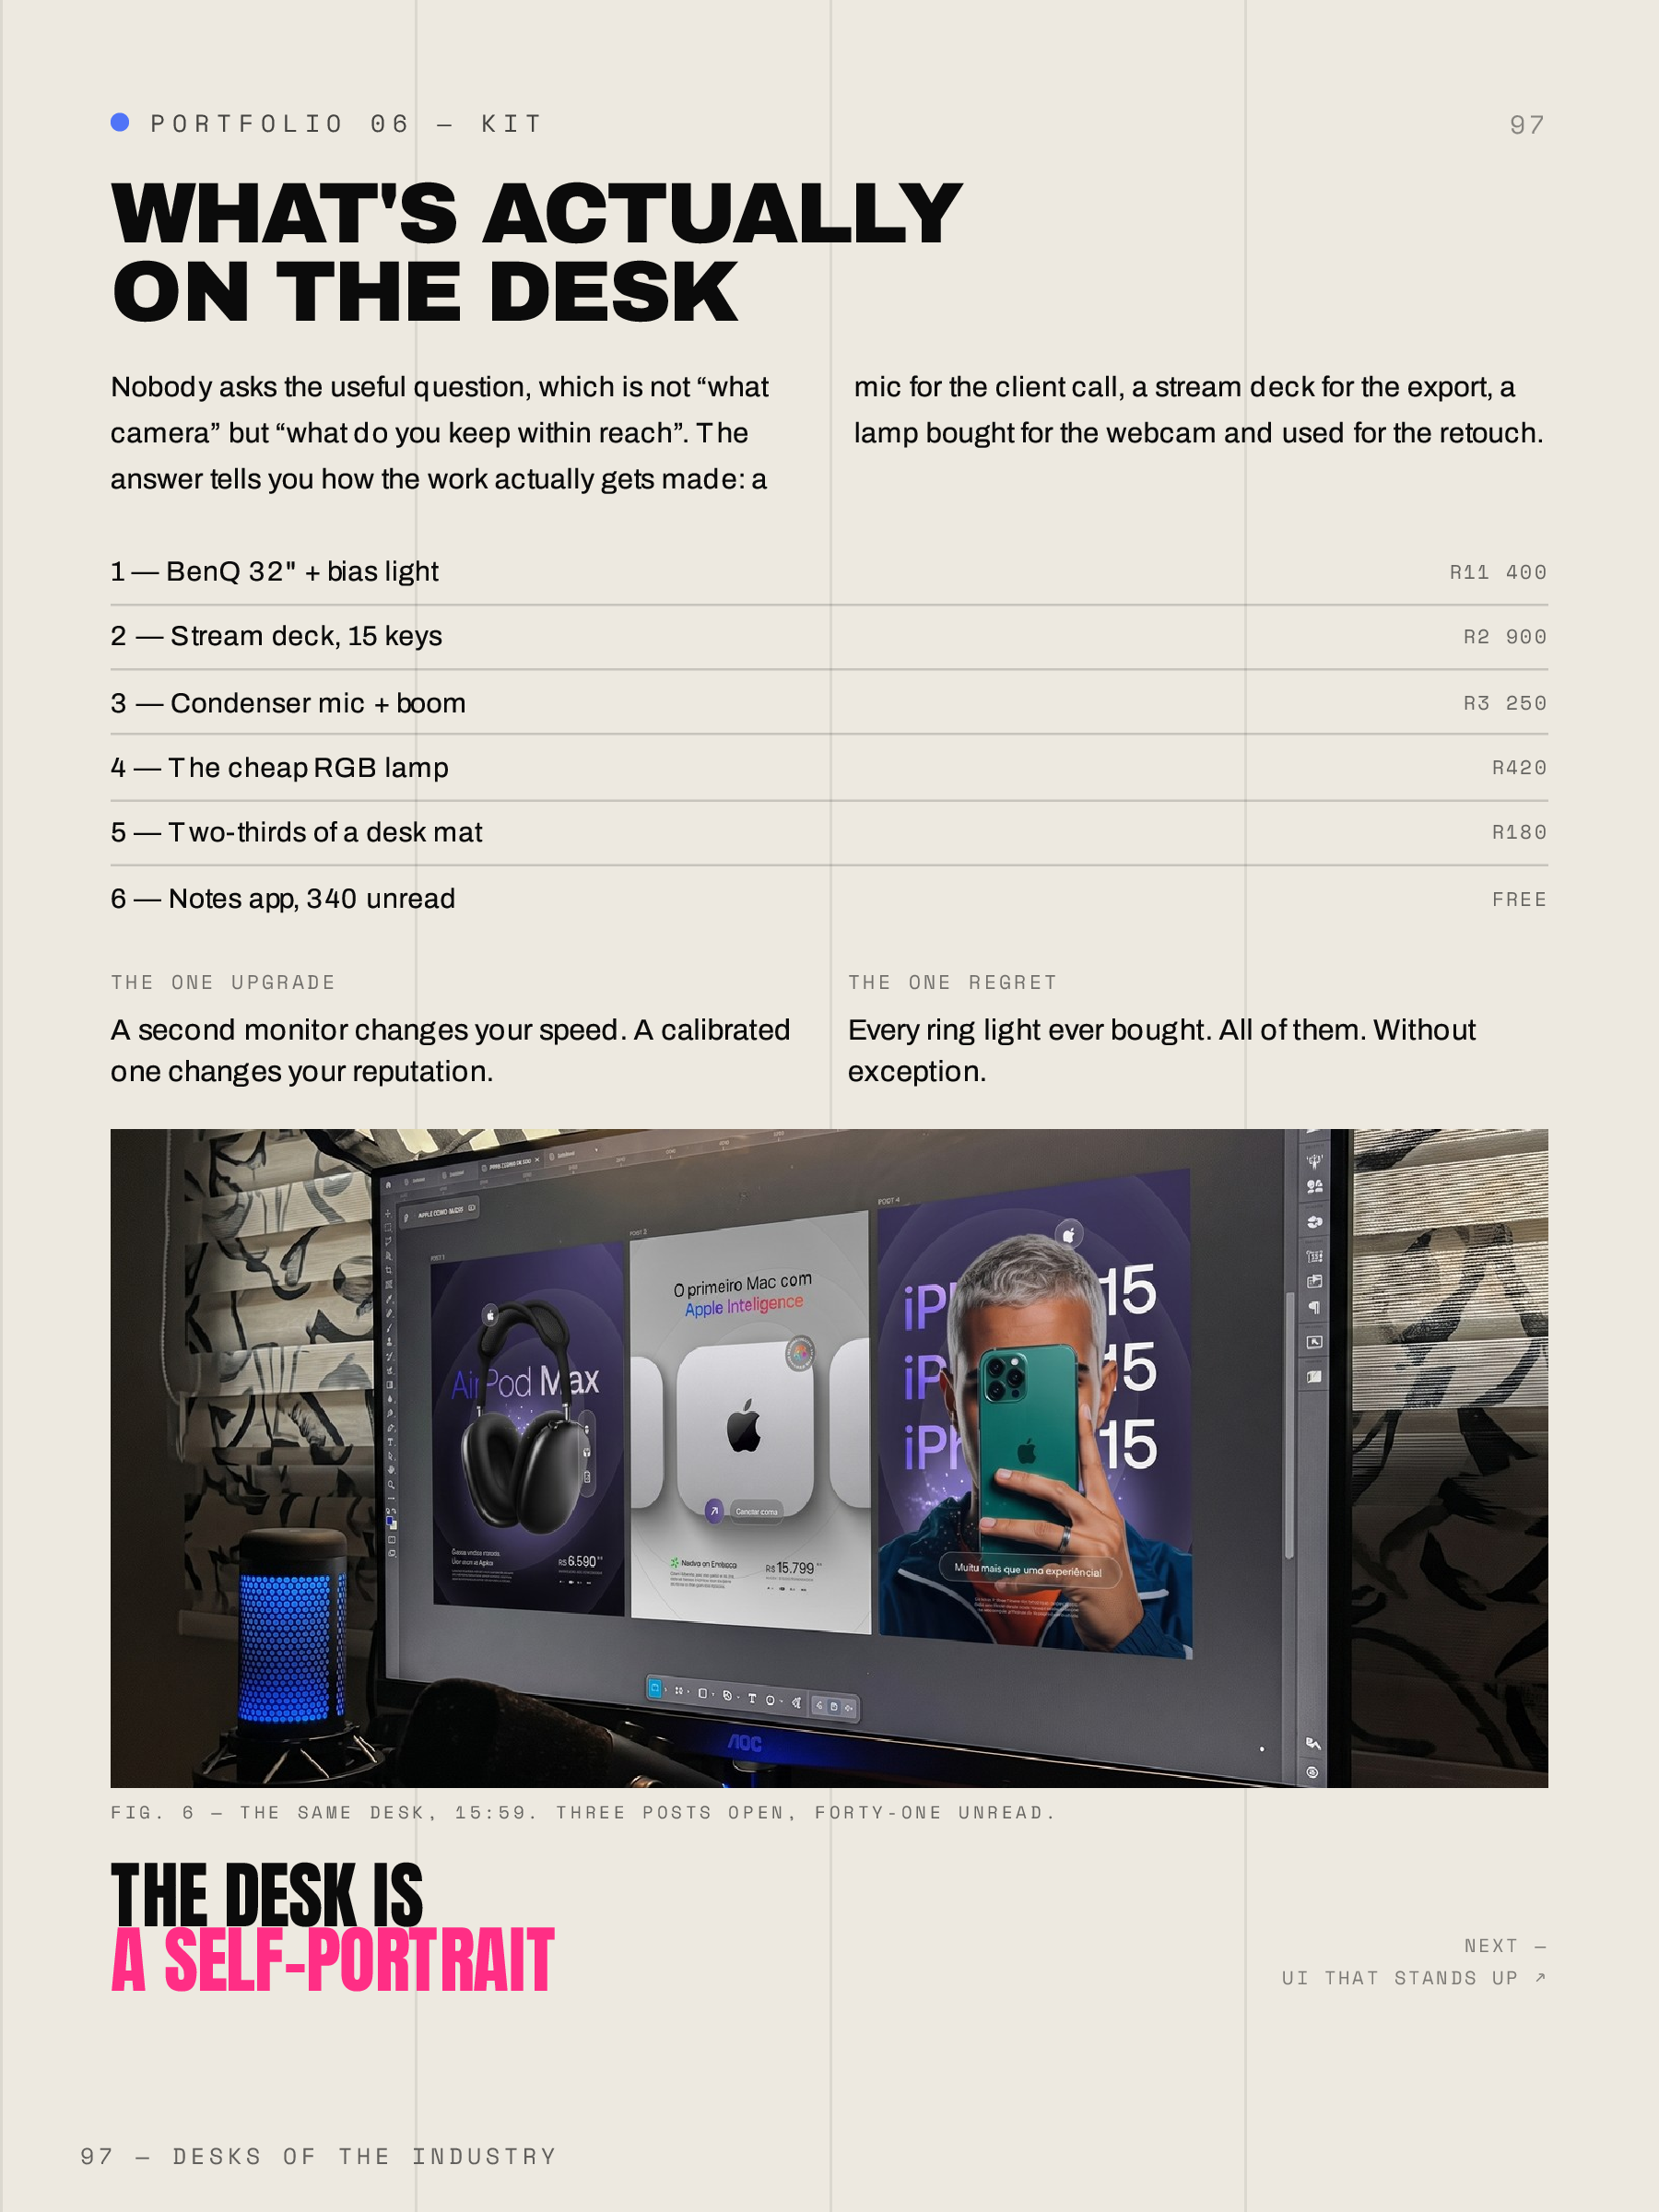 PORTFOLIO 06 — KIT
97
WHAT'S ACTUALLY
ON THE DESK
Nobody asks the useful question, which is not “what
camera” but “what do you keep within reach”. The
answer tells you how the work actually gets made: a
mic for the client call, a stream deck for the export, a
lamp bought for the webcam and used for the retouch.
1 — BenQ 32" + bias light
R11 400
2 — Stream deck, 15 keys
R2 900
3 — Condenser mic + boom
R3 250
4 — The cheap RGB lamp
R420
5 — Two-thirds of a desk mat
R180
6 — Notes app, 340 unread
FREE
THE ONE UPGRADE
A second monitor changes your speed. A calibrated
one changes your reputation.
THE ONE REGRET
Every ring light ever bought. All of them. Without
exception.
POST 4
AirPod Max
R$ 6.590
O primeiro Mac com
Apple Inteligence
R$ 15.799
iPh 15
iP 15
iPh 15
Muitu mais que uma experiência!
AOC
FIG. 6 — THE SAME DESK, 15:59. THREE POSTS OPEN, FORTY-ONE UNREAD.
THE DESK IS
A SELF-PORTRAIT
NEXT —
UI THAT STANDS UP ↗
97 — DESKS OF THE INDUSTRY